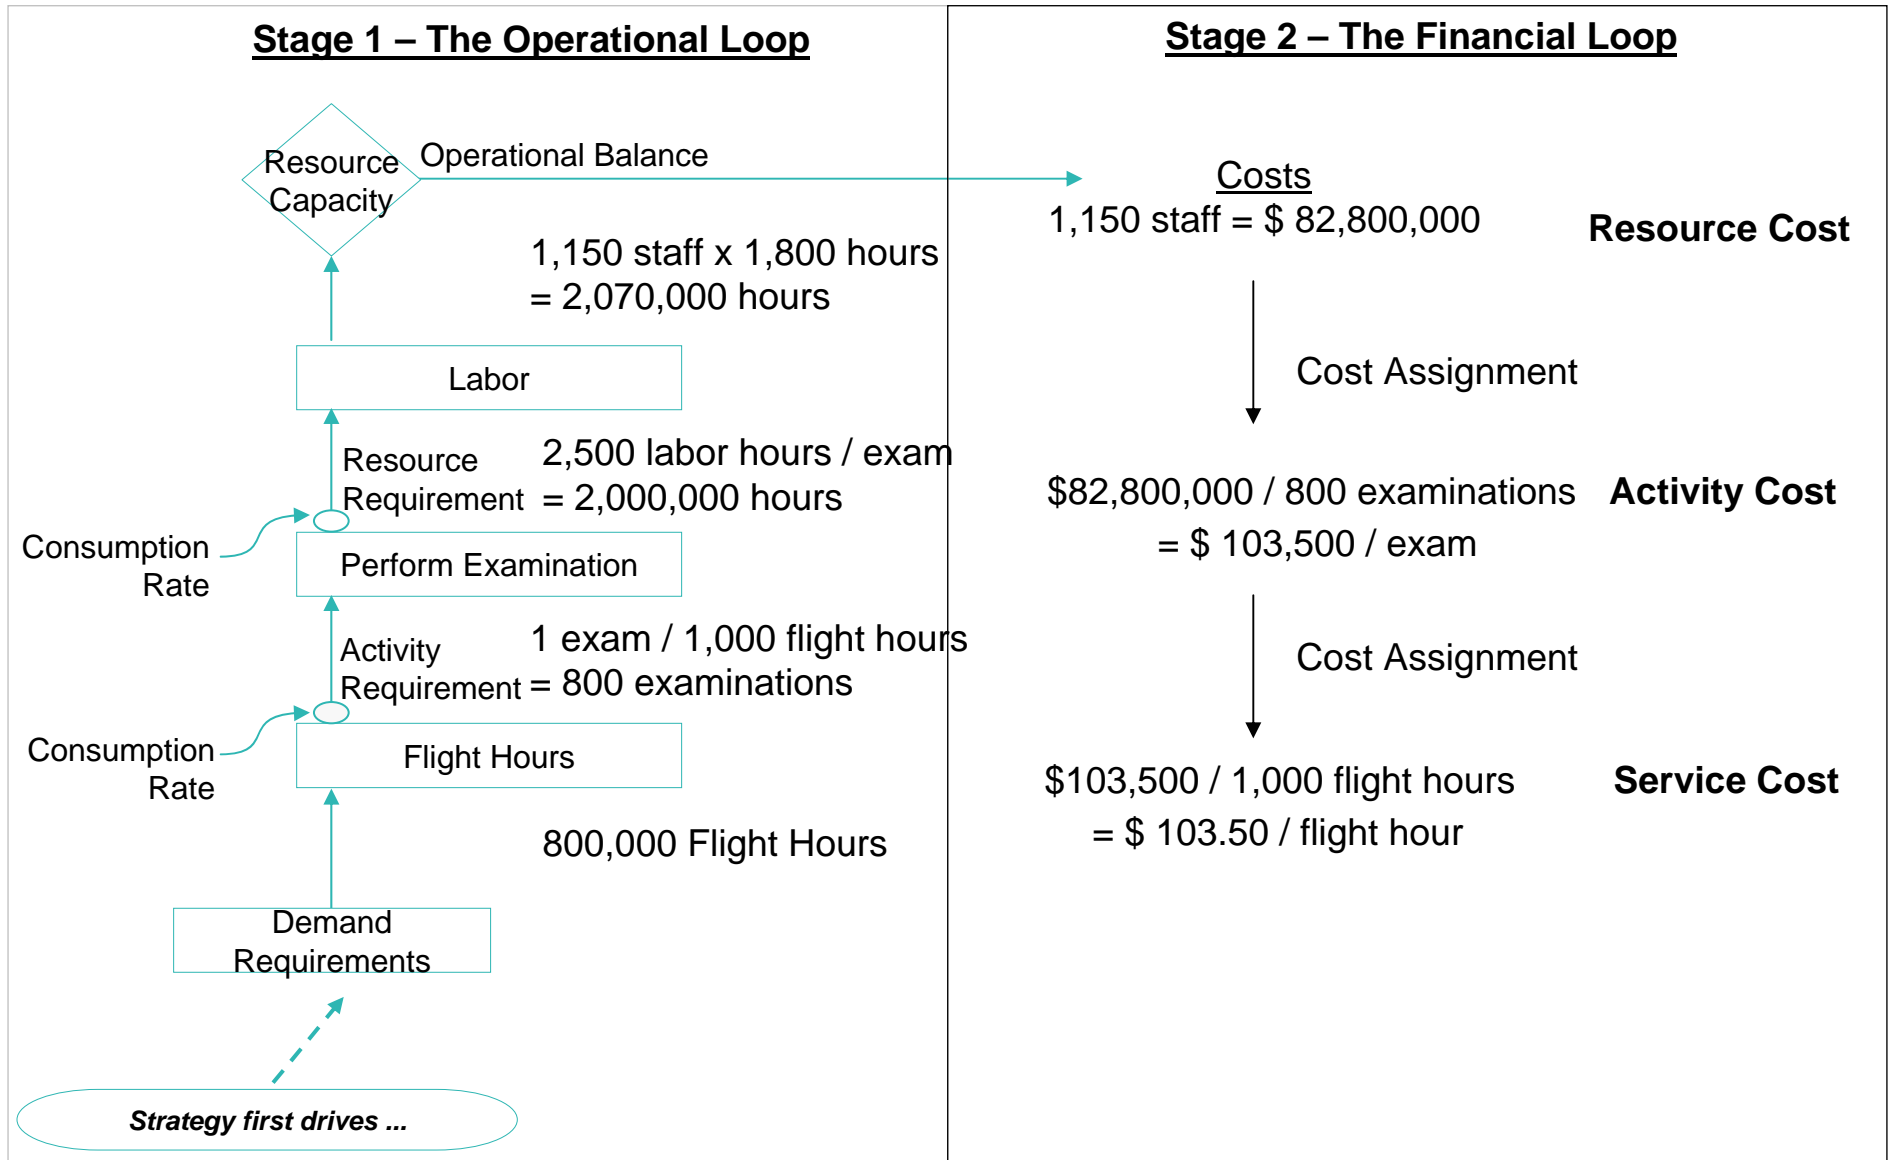 Stage 1 – The Operational Loop
Resource
Capacity
Operational Balance
1,150 staff x 1,800 hours
= 2,070,000 hours
Labor
Resource
Requirement
2,500 labor hours / exam
= 2,000,000 hours
Consumption
Rate
Perform Examination
Activity
Requirement
1 exam / 1,000 flight hours
= 800 examinations
Consumption
Rate
Flight Hours
800,000 Flight Hours
Demand
Requirements
Strategy first drives ...
Stage 2 – The Financial Loop
Costs
1,150 staff = $ 82,800,000
Resource Cost
Cost Assignment
$82,800,000 / 800 examinations
= $ 103,500 / exam
Activity Cost
Cost Assignment
$103,500 / 1,000 flight hours
= $ 103.50 / flight hour
Service Cost